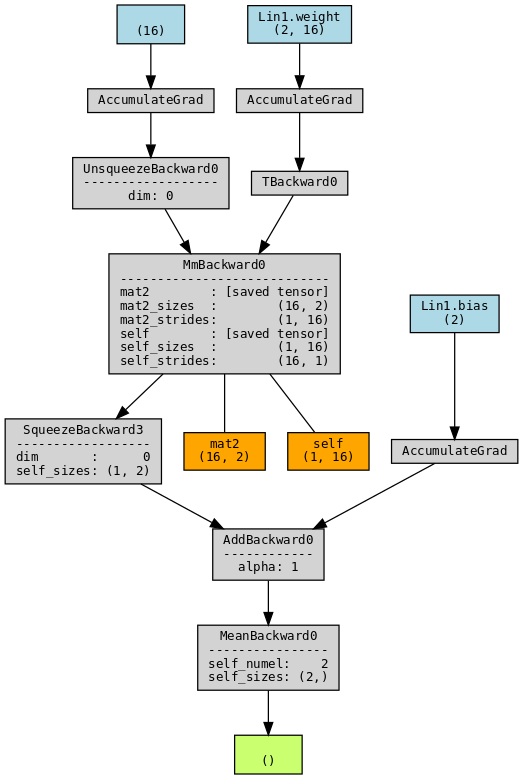 (16)
Lin1.weight
(2, 16)
AccumulateGrad
AccumulateGrad
UnsqueezeBackward0
------------------
dim: 0
TBackward0
MmBackward0
----------------------------
mat2        : [saved tensor]
mat2_sizes  :        (16, 2)
mat2_strides:        (1, 16)
self        : [saved tensor]
self_sizes  :        (1, 16)
self_strides:        (16, 1)
Lin1.bias
(2)
SqueezeBackward3
------------------
dim       :      0
self_sizes: (1, 2)
mat2
(16, 2)
self
(1, 16)
AccumulateGrad
AddBackward0
------------
alpha: 1
MeanBackward0
----------------
self_numel:    2
self_sizes: (2,)
()